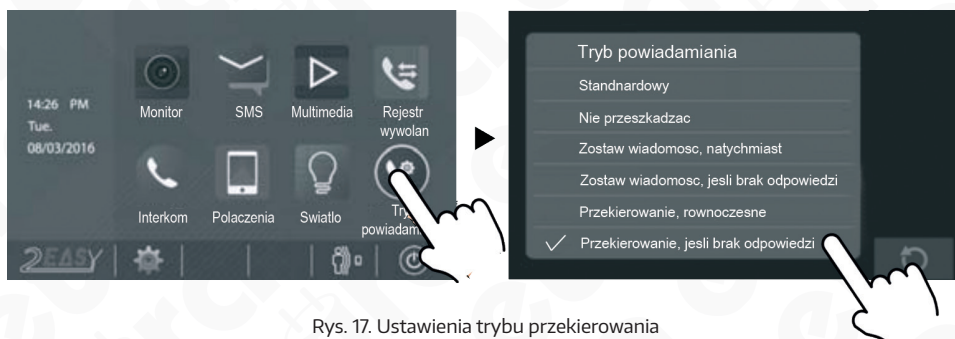 14:26 PM
Tue.
08/03/2016
Monitor
SMS
Multimedia
Rejestr
wywolan
Interkom
Polaczenia
Swiatlo
2EASY
Tryb powiadamiania
Standnardowy
Nie przeszkadzac
Zostaw wiadomosc, natychmiast
Zostaw wiadomosc, jesli brak odpowiedzi
Przekierowanie, rownoczesne
Przekierowanie, jesli brak odpowiedzi
Rys. 17. Ustawienia trybu przekierowania